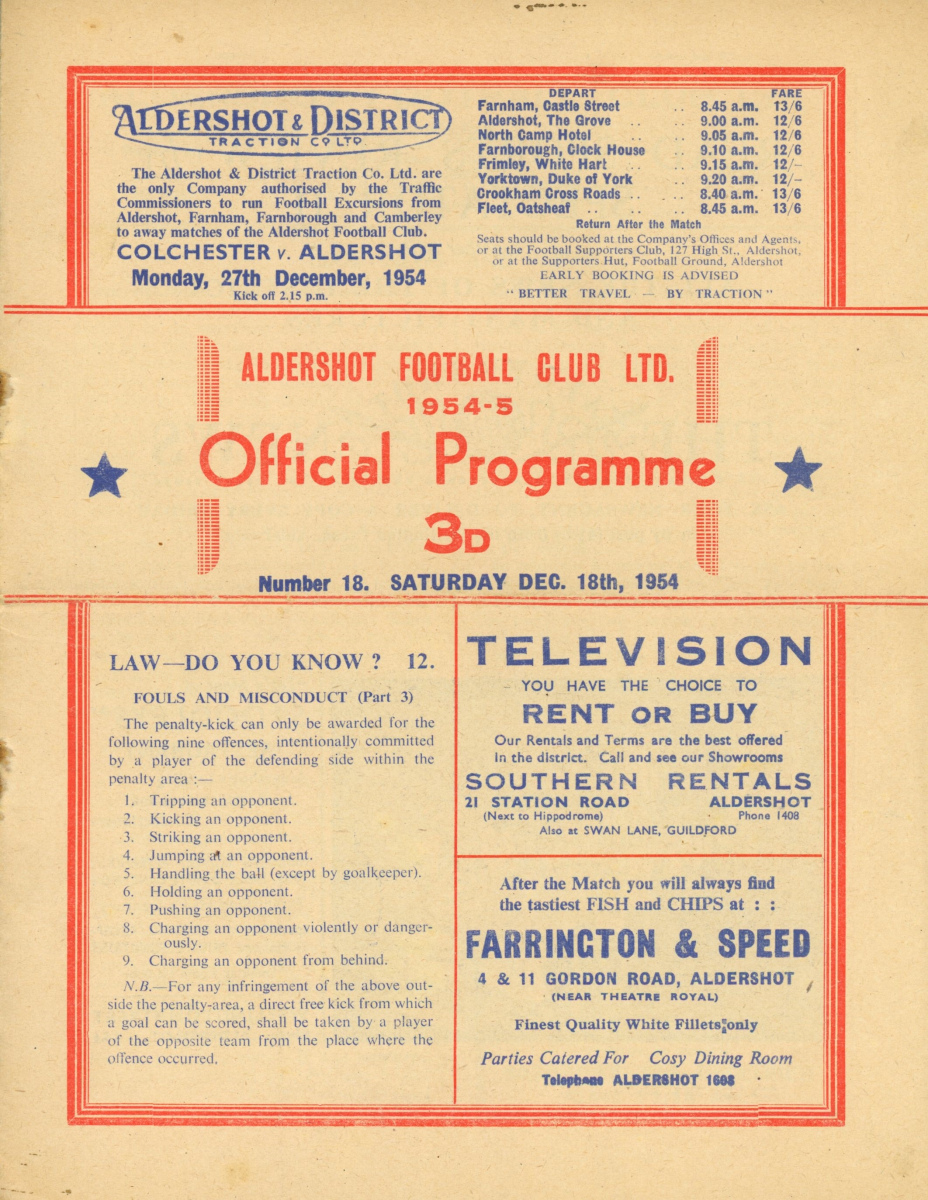 ALDERSHOT & DISTRICT
TRACTION CO LTD
The Aldershot & District Traction Co. Ltd. are
the only Company authorised by the Traffic
Commissioners to run Football Excursions from
Aldershot, Farnham, Farnborough and Camberley
to away matches of the Aldershot Football Club.
COLCHESTER v. ALDERSHOT
Monday, 27th December, 1954
Kick off 2.15 p.m.
DEPART FARE
Farnham, Castle Street .. 8.45 a.m. 13/6
Aldershot, The Grove .. .. 9.00 a.m. 12/6
North Camp Hotel .. .. 9.05 a.m. 12/6
Farnborough, Clock House .. 9.10 a.m. 12/6
Frimley, White Hart .. 9.15 a.m. 12/-
Yorktown, Duke of York .. 9.20 a.m. 12/-
Crookham Cross Roads .. .. 8.40 a.m. 13/6
Fleet, Oatsheaf .. .. .. 8.45 a.m. 13/6
Return After the Match
Seats should be booked at the Company's Offices and Agents,
or at the Football Supporters Club, 127 High St., Aldershot,
or at the Supporters Hut, Football Ground, Aldershot
EARLY BOOKING IS ADVISED
"BETTER TRAVEL — BY TRACTION"
ALDERSHOT FOOTBALL CLUB LTD.
1954-5
Official Programme
3D
Number 18. SATURDAY DEC. 18th, 1954
LAW—DO YOU KNOW? 12.
FOULS AND MISCONDUCT (Part 3)
The penalty-kick can only be awarded for the
following nine offences, intentionally committed
by a player of the defending side within the
penalty area :—
1. Tripping an opponent.
2. Kicking an opponent.
3. Striking an opponent.
4. Jumping at an opponent.
5. Handling the ball (except by goalkeeper).
6. Holding an opponent.
7. Pushing an opponent.
8. Charging an opponent violently or danger-
ously.
9. Charging an opponent from behind.
N.B.—For any infringement of the above out-
side the penalty-area, a direct free kick from which
a goal can be scored, shall be taken by a player
of the opposite team from the place where the
offence occurred.
TELEVISION
YOU HAVE THE CHOICE TO
RENT OR BUY
Our Rentals and Terms are the best offered
in the district. Call and see our Showrooms
SOUTHERN RENTALS
21 STATION ROAD ALDERSHOT
(Next to Hippodrome) Phone 1408
Also at SWAN LANE, GUILDFORD
After the Match you will always find
the tastiest FISH and CHIPS at : :
FARRINGTON & SPEED
4 & 11 GORDON ROAD, ALDERSHOT
(NEAR THEATRE ROYAL)
Finest Quality White Fillets only
Parties Catered For Cosy Dining Room
Telephone ALDERSHOT 1608